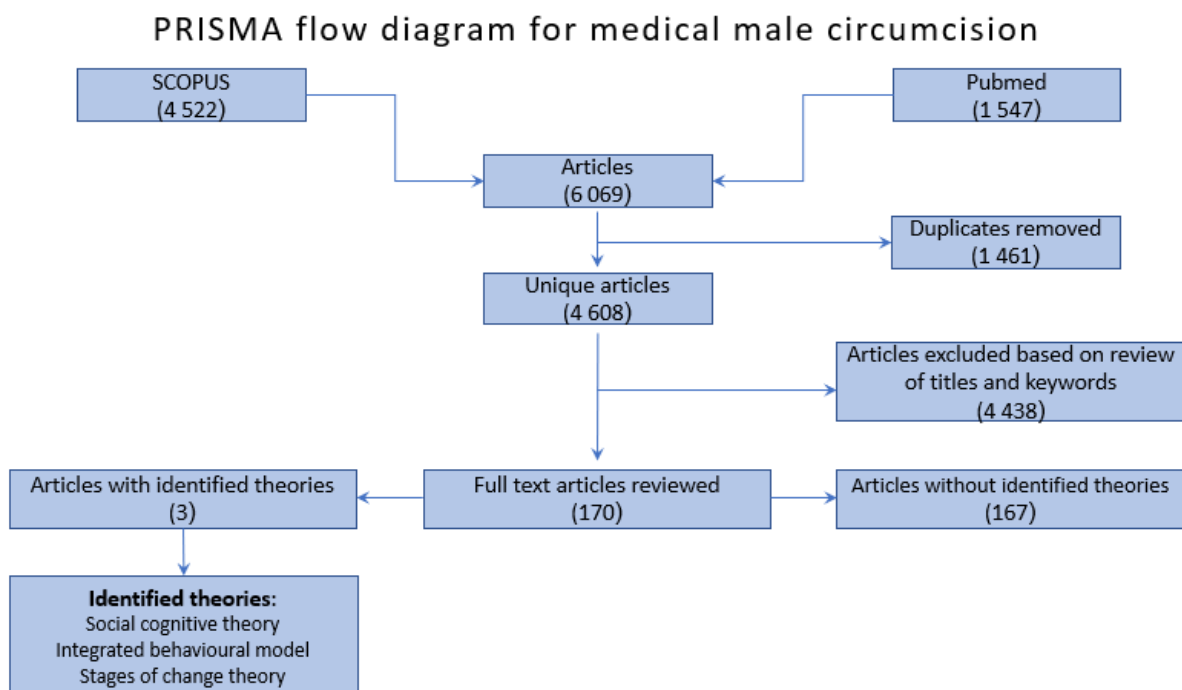 PRISMA flow diagram for medical male circumcision
SCOPUS
(4 522)
Pubmed
(1 547)
Articles
(6 069)
Duplicates removed
(1 461)
Unique articles
(4 608)
Articles excluded based on review
of titles and keywords
(4 438)
Articles with identified theories
(3)
Full text articles reviewed
(170)
Articles without identified theories
(167)
Identified theories:
Social cognitive theory
Integrated behavioural model
Stages of change theory